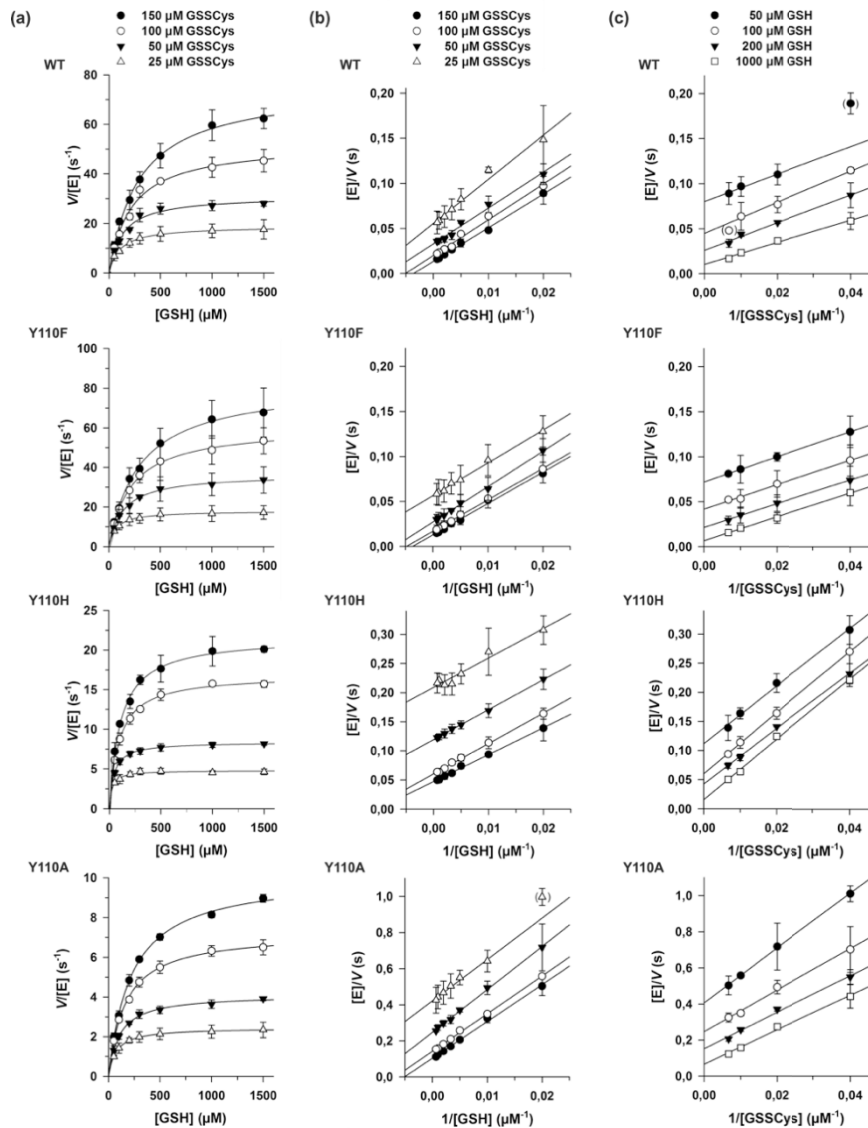 (a)
150 µM GSSCys
100 µM GSSCys
50 µM GSSCys
25 µM GSSCys
(b)
150 µM GSSCys
100 µM GSSCys
50 µM GSSCys
25 µM GSSCys
(c)
50 µM GSH
100 µM GSH
200 µM GSH
1000 µM GSH
WT
80
60
40
20
0
V/[E] (s⁻¹)
0 500 1000 1500
[GSH] (µM)
WT
0,20
0,15
0,10
0,05
0,00
[E]/V (s)
0,00 0,01 0,02
1/[GSH] (µM⁻¹)
WT
0,20
0,15
0,10
0,05
0,00
[E]/V (s)
( )
( )
0,00 0,02 0,04
1/[GSSCys] (µM⁻¹)
Y110F
100
80
60
40
20
0
V/[E] (s⁻¹)
0 500 1000 1500
[GSH] (µM)
Y110F
0,20
0,15
0,10
0,05
0,00
[E]/V (s)
0,00 0,01 0,02
1/[GSH] (µM⁻¹)
Y110F
0,20
0,15
0,10
0,05
0,00
[E]/V (s)
0,00 0,02 0,04
1/[GSSCys] (µM⁻¹)
Y110H
25
20
15
10
5
0
V/[E] (s⁻¹)
0 500 1000 1500
[GSH] (µM)
Y110H
0,30
0,20
0,15
0,10
0,05
0,00
[E]/V (s)
0,00 0,01 0,02
1/[GSH] (µM⁻¹)
Y110H
0,30
0,20
0,15
0,10
0,05
0,00
[E]/V (s)
0,00 0,02 0,04
1/[GSSCys] (µM⁻¹)
Y110A
10
8
6
4
2
0
V/[E] (s⁻¹)
0 500 1000 1500
[GSH] (µM)
Y110A
1,0
0,8
0,6
0,4
0,2
0,0
[E]/V (s)
( )
0,00 0,01 0,02
1/[GSH] (µM⁻¹)
Y110A
1,0
0,8
0,6
0,4
0,2
0,0
[E]/V (s)
0,00 0,02 0,04
1/[GSSCys] (µM⁻¹)